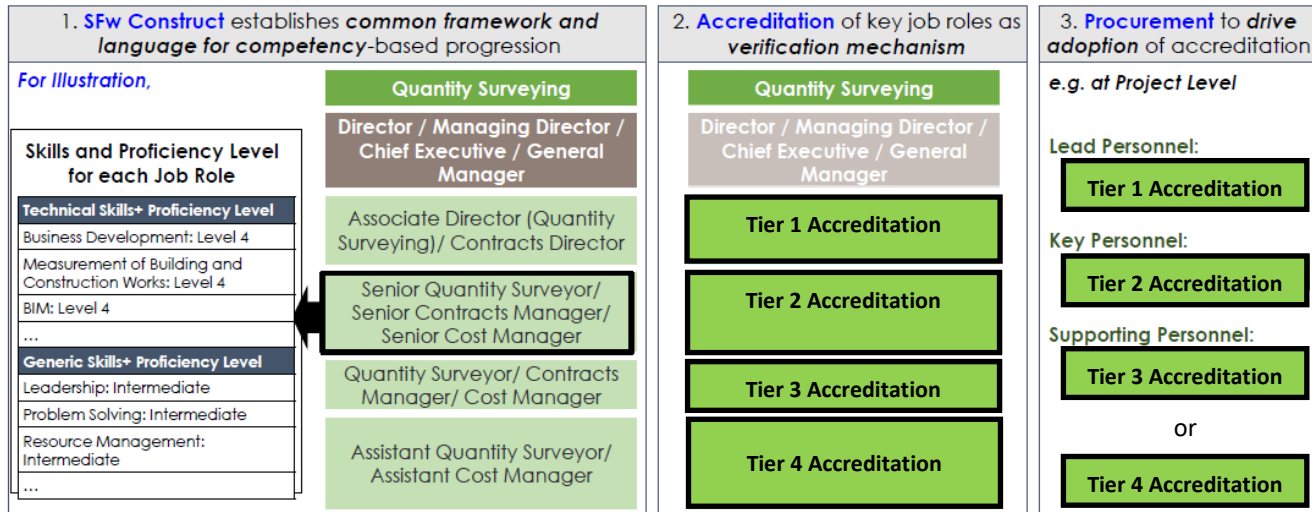 1. SFw Construct establishes common framework and
language for competency-based progression
For Illustration,
Skills and Proficiency Level
for each Job Role
Technical Skills+ Proficiency Level
Business Development: Level 4
Measurement of Building and
Construction Works: Level 4
BIM: Level 4
...
Generic Skills+ Proficiency Level
Leadership: Intermediate
Problem Solving: Intermediate
Resource Management:
Intermediate
...
Quantity Surveying
Director / Managing Director /
Chief Executive / General
Manager
Associate Director (Quantity
Surveying)/ Contracts Director
Senior Quantity Surveyor/
Senior Contracts Manager/
Senior Cost Manager
Quantity Surveyor/ Contracts
Manager/ Cost Manager
Assistant Quantity Surveyor/
Assistant Cost Manager
2. Accreditation of key job roles as
verification mechanism
Quantity Surveying
Director / Managing Director /
Chief Executive / General
Manager
Tier 1 Accreditation
Tier 2 Accreditation
Tier 3 Accreditation
Tier 4 Accreditation
3. Procurement to drive
adoption of accreditation
e.g. at Project Level
Lead Personnel:
Tier 1 Accreditation
Key Personnel:
Tier 2 Accreditation
Supporting Personnel:
Tier 3 Accreditation
or
Tier 4 Accreditation